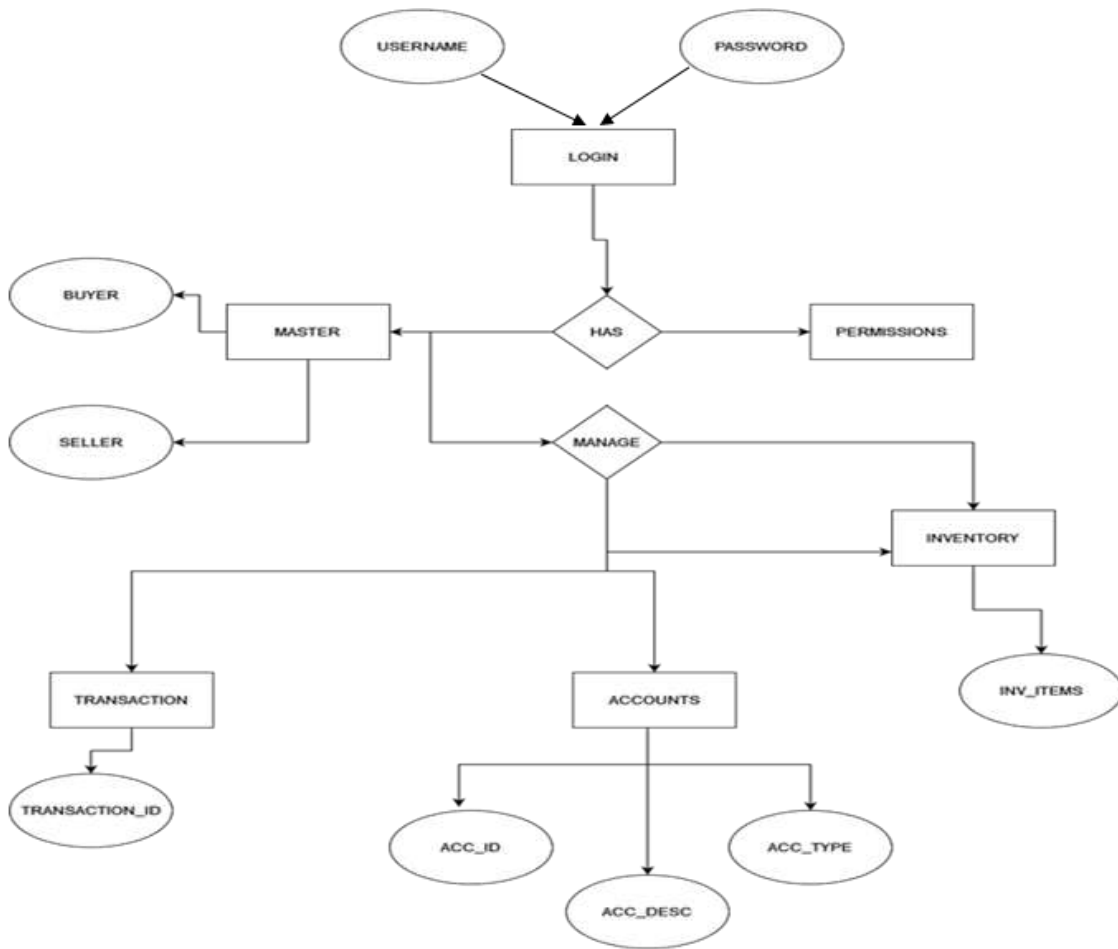 USERNAME
PASSWORD
LOGIN
BUYER
MASTER
HAS
PERMISSIONS
SELLER
MANAGE
INVENTORY
TRANSACTION
ACCOUNTS
INV_ITEMS
TRANSACTION_ID
ACC_ID
ACC_TYPE
ACC_DESC